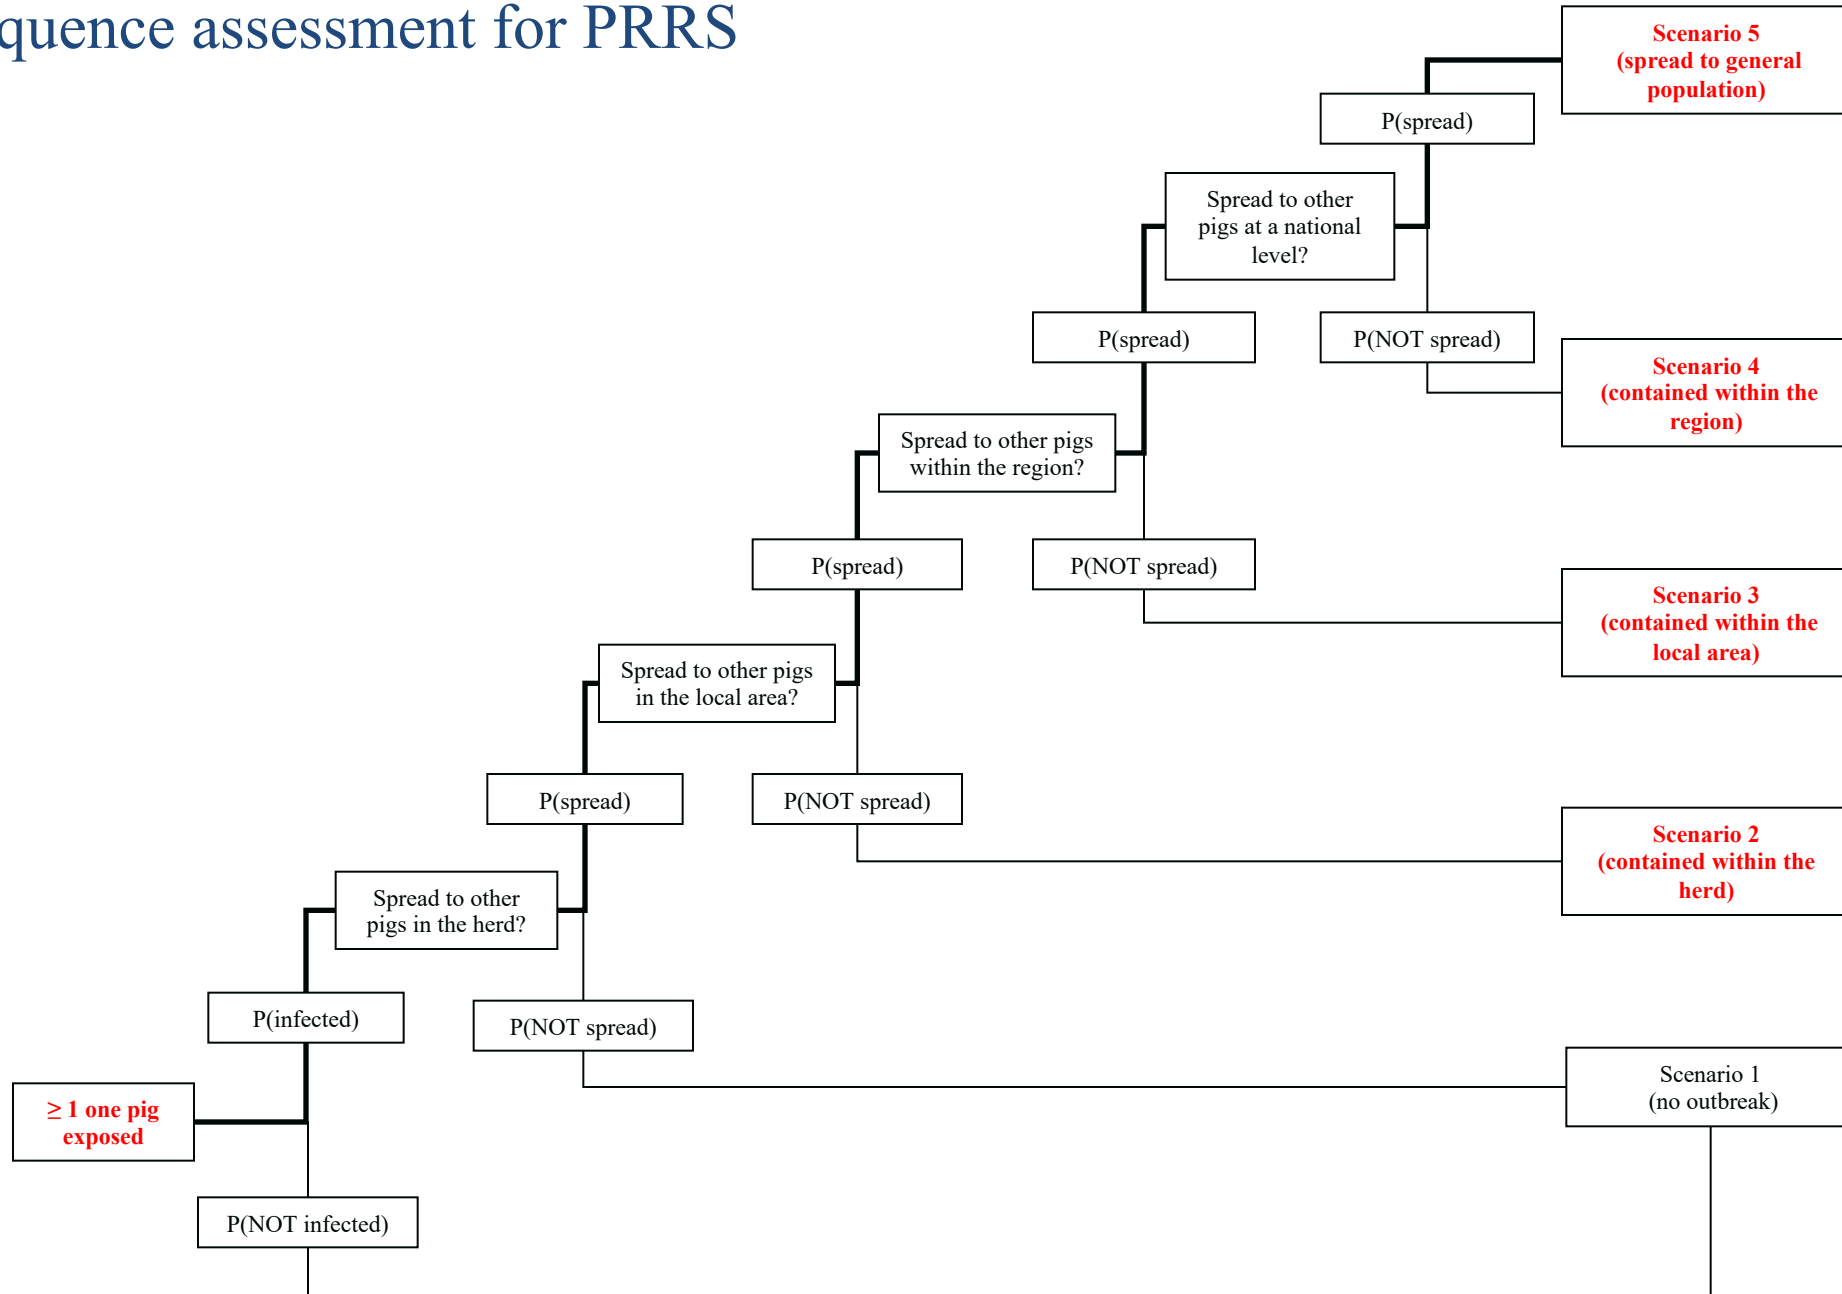 quence assessment for PRRS
Scenario 5
(spread to general
population)
P(spread)
Spread to other
pigs at a national
level?
P(spread)
P(NOT spread)
Scenario 4
(contained within the
region)
Spread to other pigs
within the region?
P(spread)
P(NOT spread)
Scenario 3
(contained within the
local area)
Spread to other pigs
in the local area?
P(spread)
P(NOT spread)
Scenario 2
(contained within the
herd)
Spread to other
pigs in the herd?
P(infected)
P(NOT spread)
Scenario 1
(no outbreak)
≥ 1 one pig
exposed
P(NOT infected)